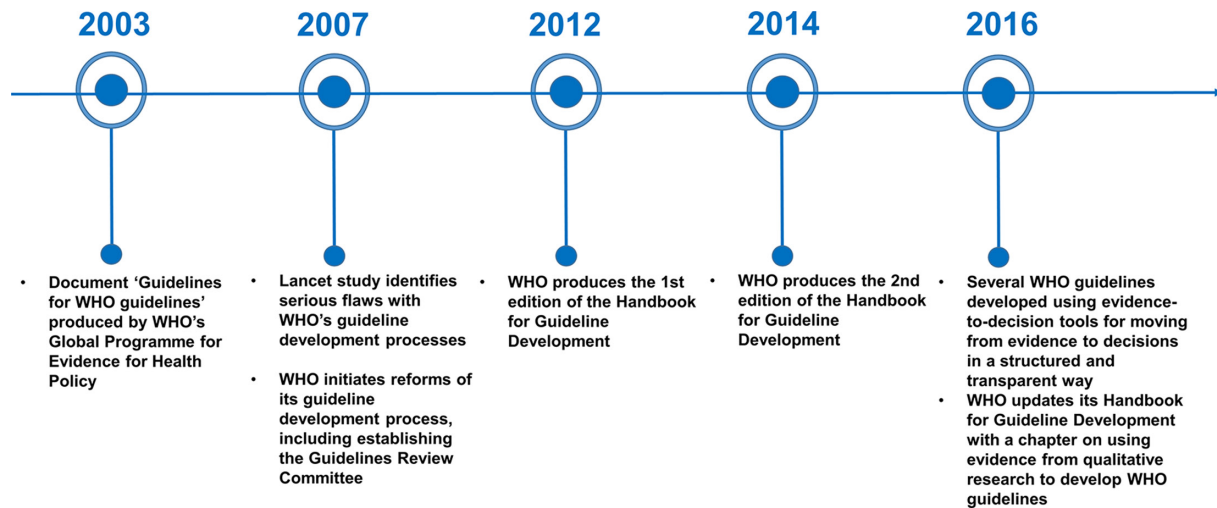 2003
2007
2012
2014
2016
• Document ‘Guidelines
for WHO guidelines’
produced by WHO’s
Global Programme for
Evidence for Health
Policy
• Lancet study identifies
serious flaws with
WHO’s guideline
development processes
• WHO initiates reforms of
its guideline
development process,
including establishing
the Guidelines Review
Committee
• WHO produces the 1st
edition of the Handbook
for Guideline
Development
• WHO produces the 2nd
edition of the Handbook
for Guideline
Development
• Several WHO guidelines
developed using evidence-
to-decision tools for moving
from evidence to decisions
in a structured and
transparent way
• WHO updates its Handbook
for Guideline Development
with a chapter on using
evidence from qualitative
research to develop WHO
guidelines